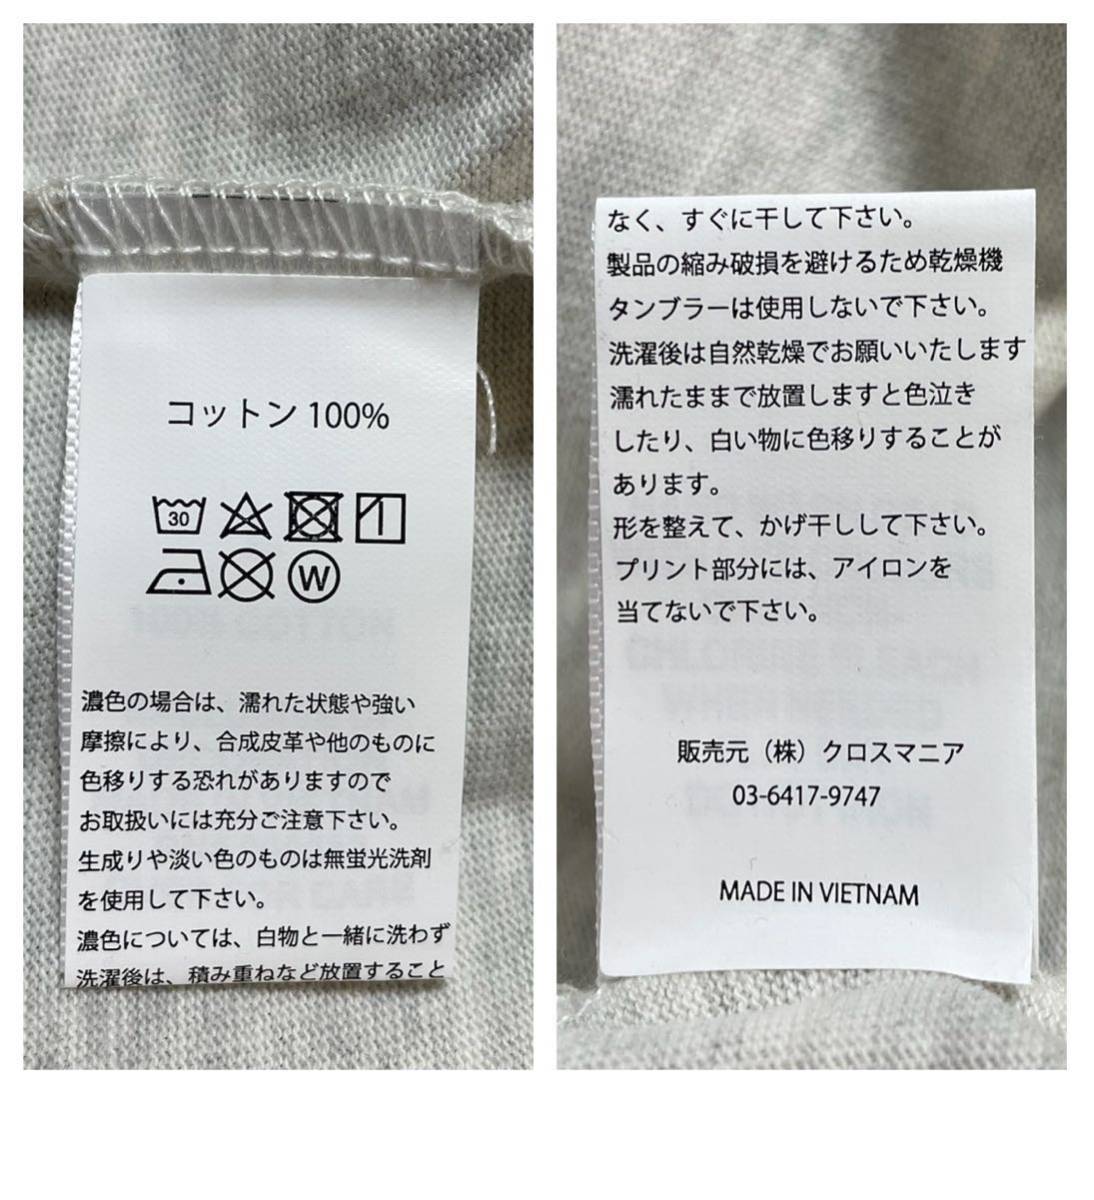 コットン 100%
30
W
濃色の場合は、濡れた状態や強い
摩擦により、合成皮革や他のものに
色移りする恐れがありますので
お取扱いには充分ご注意下さい。
生成りや淡い色のものは無蛍光洗剤
を使用して下さい。
濃色については、白物と一緒に洗わず
洗濯後は、積み重ねなど放置すること
なく、すぐに干して下さい。
製品の縮み破損を避けるため乾燥機
タンブラーは使用しないで下さい。
洗濯後は自然乾燥でお願いいたします
濡れたままで放置しますと色泣き
したり、白い物に色移りすることが
あります。
形を整えて、かげ干しして下さい。
プリント部分には、アイロンを
当てないで下さい。
販売元（株）クロスマニア
03-6417-9747
MADE IN VIETNAM